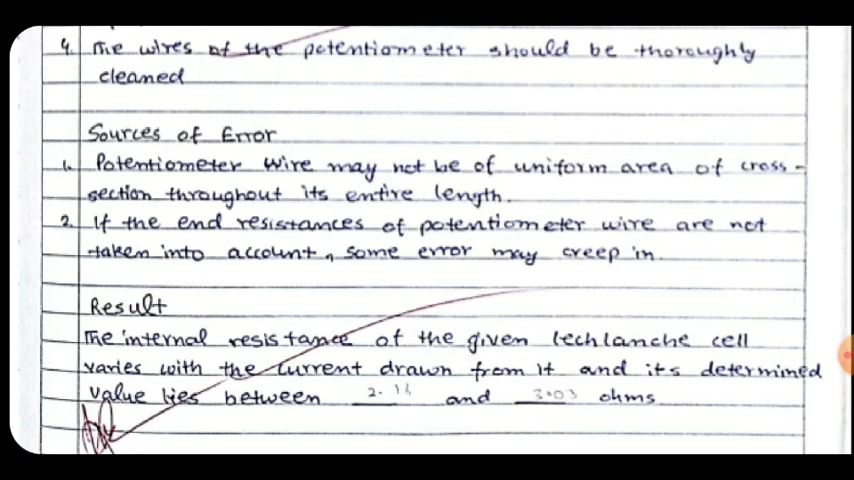 4. The wires of the potentiometer should be thoroughly
cleaned
Sources of Error
1. Potentiometer wire may not be of uniform area of cross-
section throughout its entire length.
2. If the end resistances of potentiometer wire are not
taken into account, some error may creep in.
Result
The internal resistance of the given lechlanche cell
varies with the current drawn from it and its determined
value lies between 2.16 and 3.03 ohms